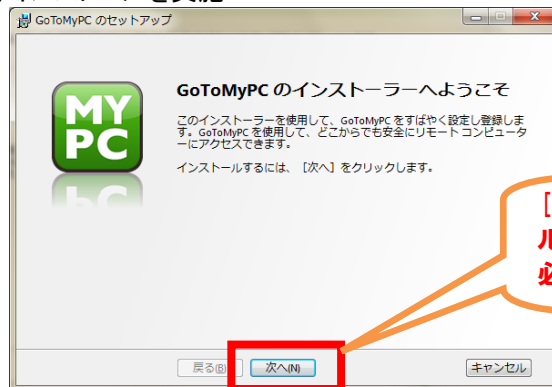 GoToMyPC のセットアップ
MY
PC
GoToMyPC のインストーラーへようこそ
このインストーラーを使用して、GoToMyPC をすばやく設定し登録しま
す。GoToMyPC を使用して、どこからでも安全にリモート コンピュータ
ーにアクセスできます。
インストールするには、［次へ］をクリックします。
[
ル
必
戻る(B)
次へ(N)
キャンセル